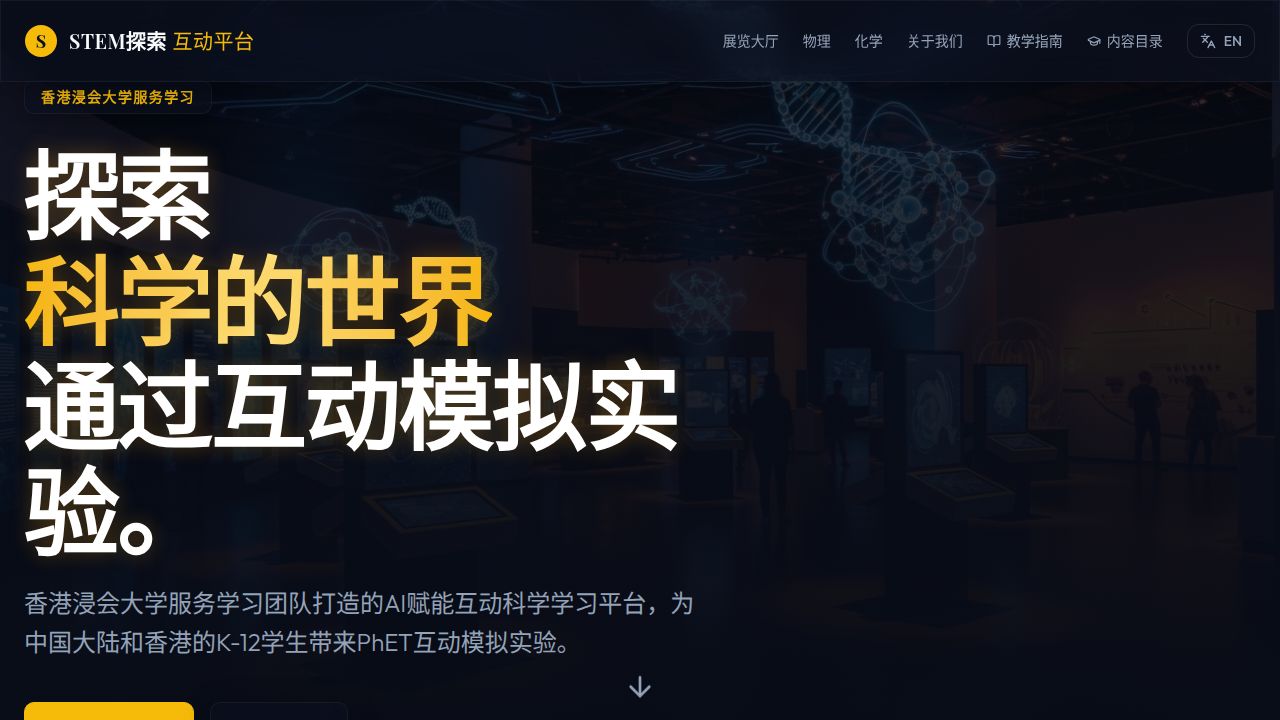 S STEM探索 互动平台 展览大厅 物理 化学 关于我们 教学指南 内容目录 EN
香港浸会大学服务学习
探索
科学的世界
通过互动模拟实
验。
香港浸会大学服务学习团队打造的AI赋能互动科学学习平台，为
中国大陆和香港的K-12学生带来PhET互动模拟实验。